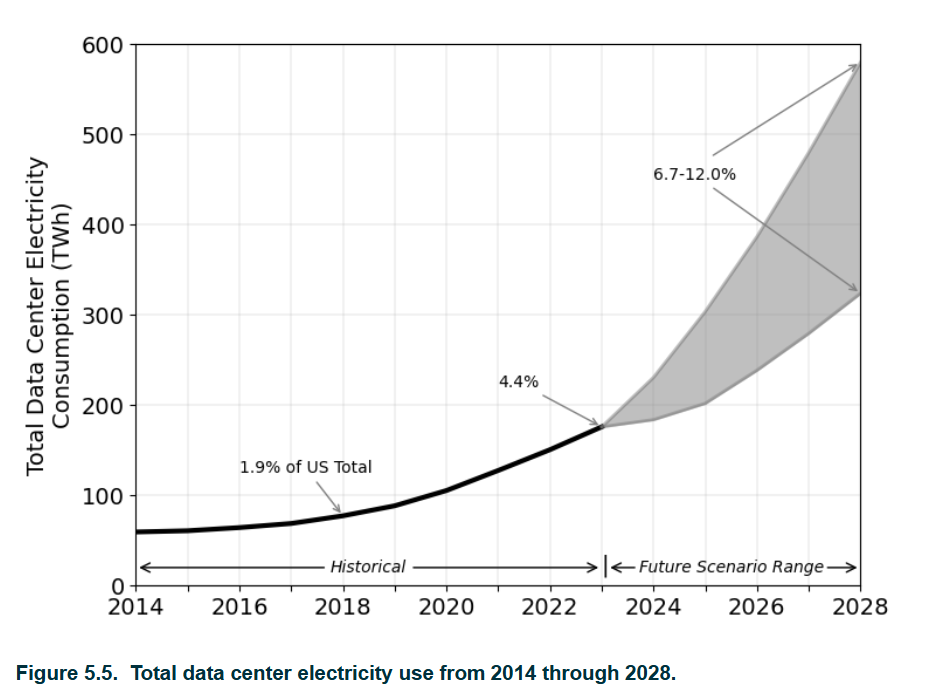 600
500
400
300
200
100
0
Total Data Center Electricity
Consumption (TWh)
6.7-12.0%
4.4%
1.9% of US Total
Historical
Future Scenario Range
2014
2016
2018
2020
2022
2024
2026
2028
Figure 5.5. Total data center electricity use from 2014 through 2028.